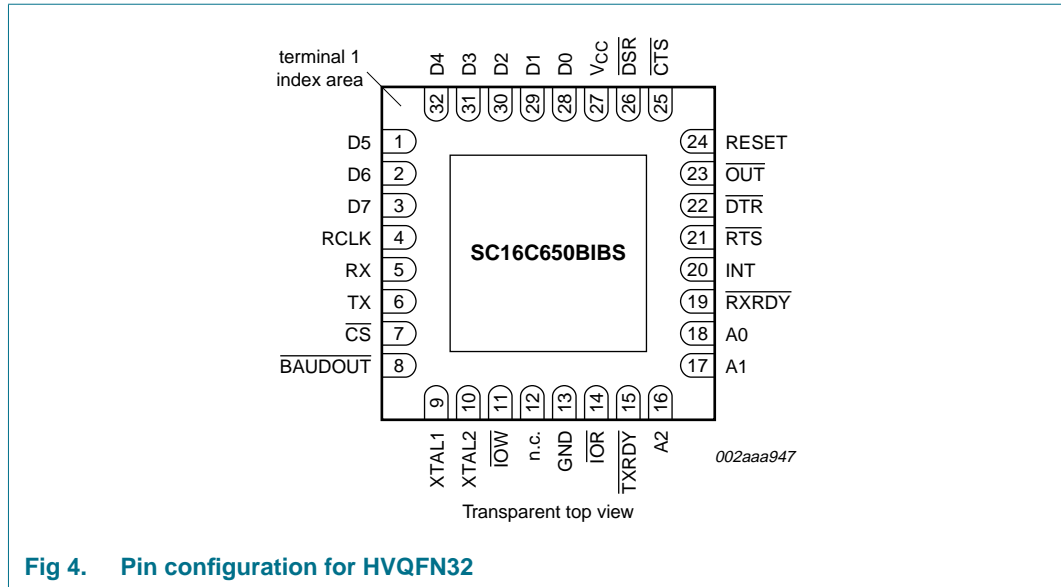 terminal 1
index area
D4
D3
D2
D1
D0
VCC
DSR
CTS
32
31
30
29
28
27
26
25
D5 1
D6 2
D7 3
RCLK 4
RX 5
TX 6
CS 7
BAUDOUT 8
SC16C650BIBS
24 RESET
23 OUT
22 DTR
21 RTS
20 INT
19 RXRDY
18 A0
17 A1
9
10
11
12
13
14
15
16
XTAL1
XTAL2
IOW
n.c.
GND
IOR
TXRDY
A2
002aaa947
Transparent top view
Fig 4. Pin configuration for HVQFN32